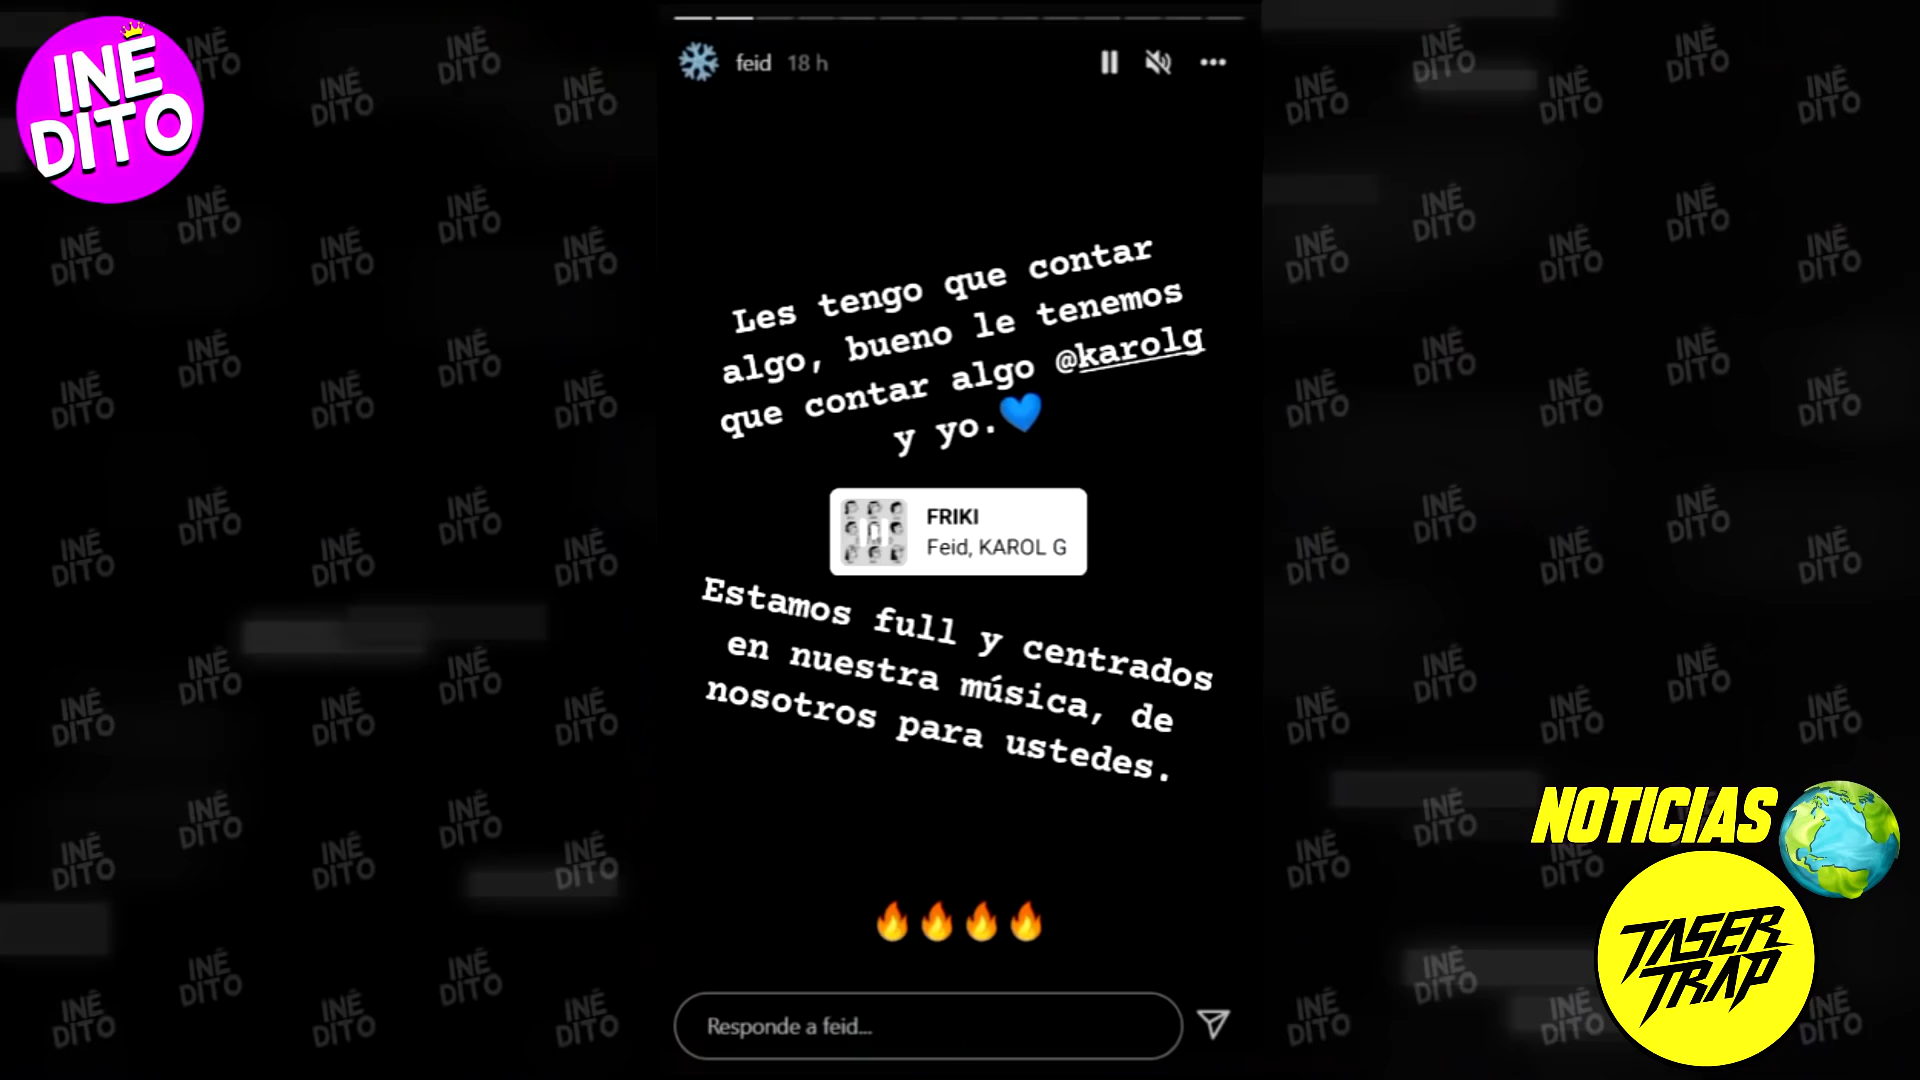 INÉ
DITO
feid 18 h
Les tengo que contar
algo, bueno le tenemos
que contar algo @karolg
y yo.💙
FRIKI
Feid, KAROL G
Estamos full y centrados
en nuestra música, de
nosotros para ustedes.
🔥🔥🔥🔥
Responde a feid...
NOTICIAS
TASER
TRAP